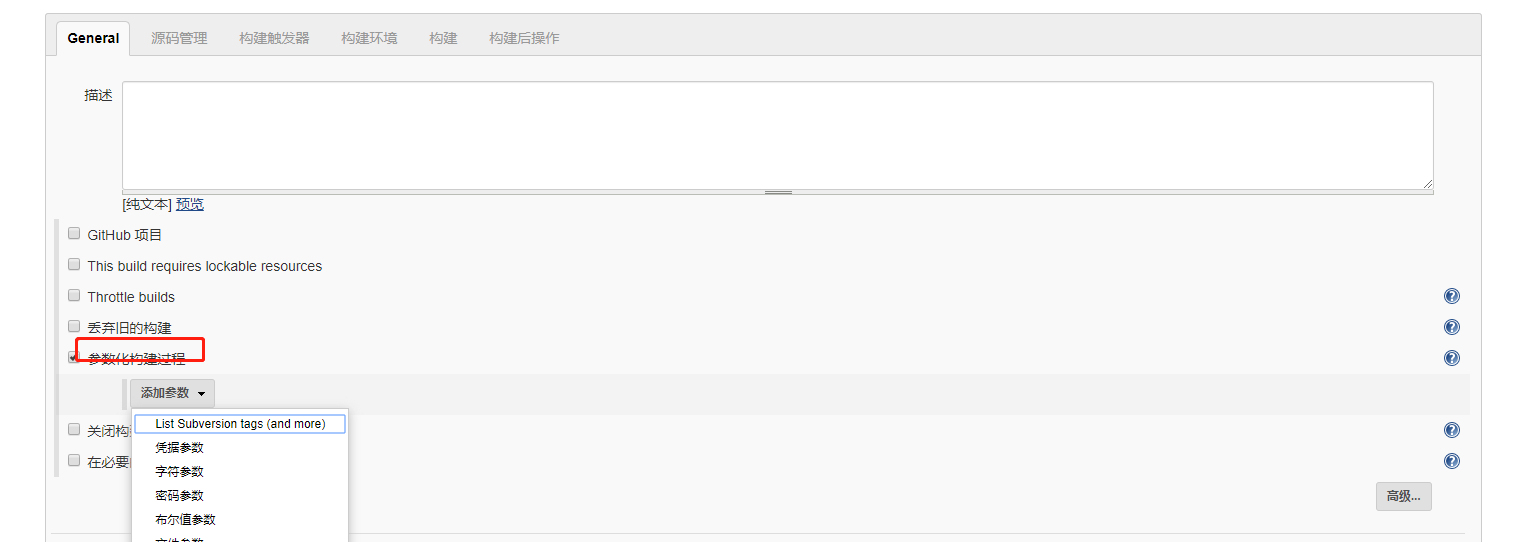 General 源码管理 构建触发器 构建环境 构建 构建后操作
描述
[纯文本] 预览
GitHub 项目
This build requires lockable resources
Throttle builds
丢弃旧的构建
参数化构建过程
添加参数
List Subversion tags (and more)
关闭构
凭据参数
字符参数
在必要
密码参数
高级...
布尔值参数